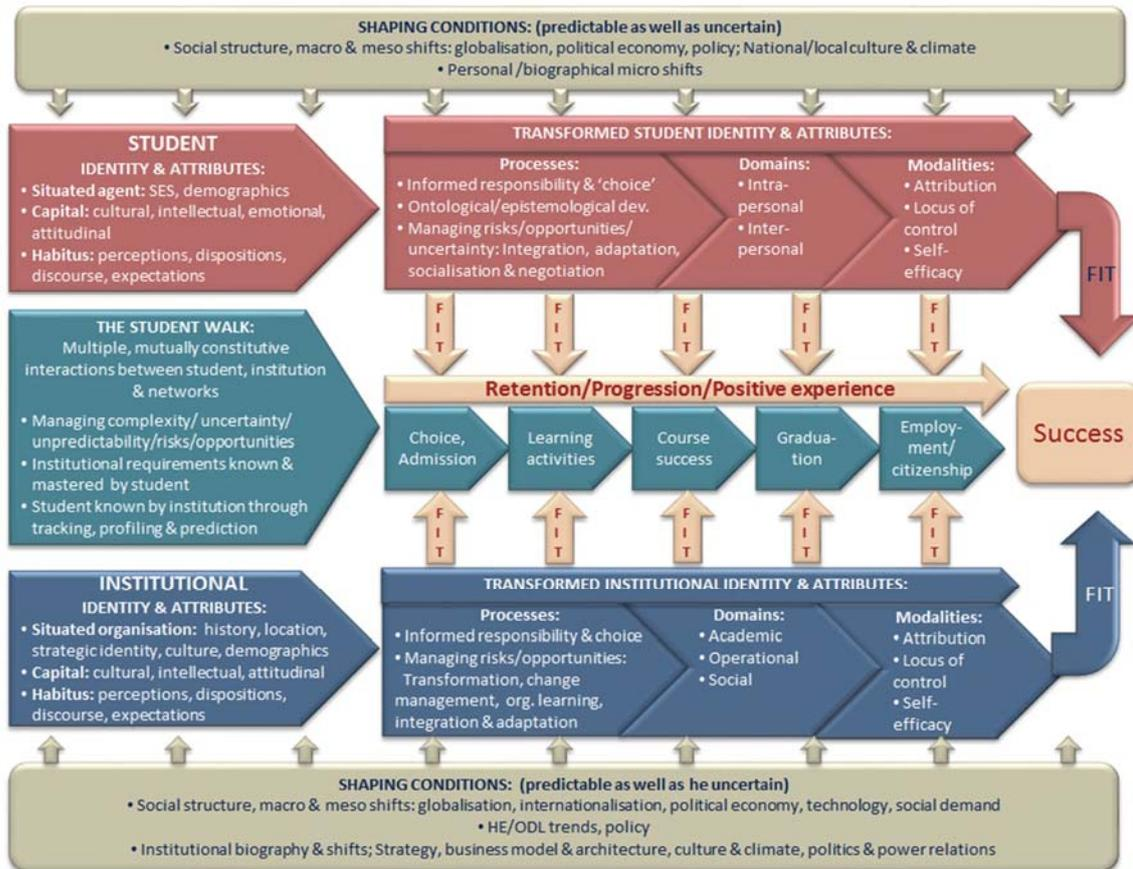 SHAPING CONDITIONS: (predictable as well as uncertain)
• Social structure, macro & meso shifts: globalisation, political economy, policy; National/local culture & climate
• Personal /biographical micro shifts
STUDENT
IDENTITY & ATTRIBUTES:
• Situated agent: SES, demographics
• Capital: cultural, intellectual, emotional,
attitudinal
• Habitus: perceptions, dispositions,
discourse, expectations
TRANSFORMED STUDENT IDENTITY & ATTRIBUTES:
Processes:
• Informed responsibility & ‘choice’
• Ontological/epistemological dev.
• Managing risks/opportunities/
uncertainty: Integration, adaptation,
socialisation & negotiation
Domains:
• Intra-
personal
• Inter-
personal
Modalities:
• Attribution
• Locus of
control
• Self-
efficacy
FIT
FIT
FIT
FIT
FIT
FIT
THE STUDENT WALK:
Multiple, mutually constitutive
interactions between student, institution
& networks
• Managing complexity/ uncertainty/
unpredictability/risks/opportunities
• Institutional requirements known &
mastered by student
• Student known by institution through
tracking, profiling & prediction
Retention/Progression/Positive experience
Choice,
Admission
Learning
activities
Course
success
Gradua-
tion
Employ-
ment/
citizenship
Success
FIT
FIT
FIT
FIT
FIT
FIT
INSTITUTIONAL
IDENTITY & ATTRIBUTES:
• Situated organisation: history, location,
strategic identity, culture, demographics
• Capital: cultural, intellectual, attitudinal
• Habitus: perceptions, dispositions,
discourse, expectations
TRANSFORMED INSTITUTIONAL IDENTITY & ATTRIBUTES:
Processes:
• Informed responsibility & choice
• Managing risks/opportunities:
Transformation, change
management, org. learning,
integration & adaptation
Domains:
• Academic
• Operational
• Social
Modalities:
• Attribution
• Locus of
control
• Self-
efficacy
SHAPING CONDITIONS: (predictable as well as he uncertain)
• Social structure, macro & meso shifts: globalisation, internationalisation, political economy, technology, social demand
• HE/ODL trends, policy
• Institutional biography & shifts; Strategy, business model & architecture, culture & climate, politics & power relations